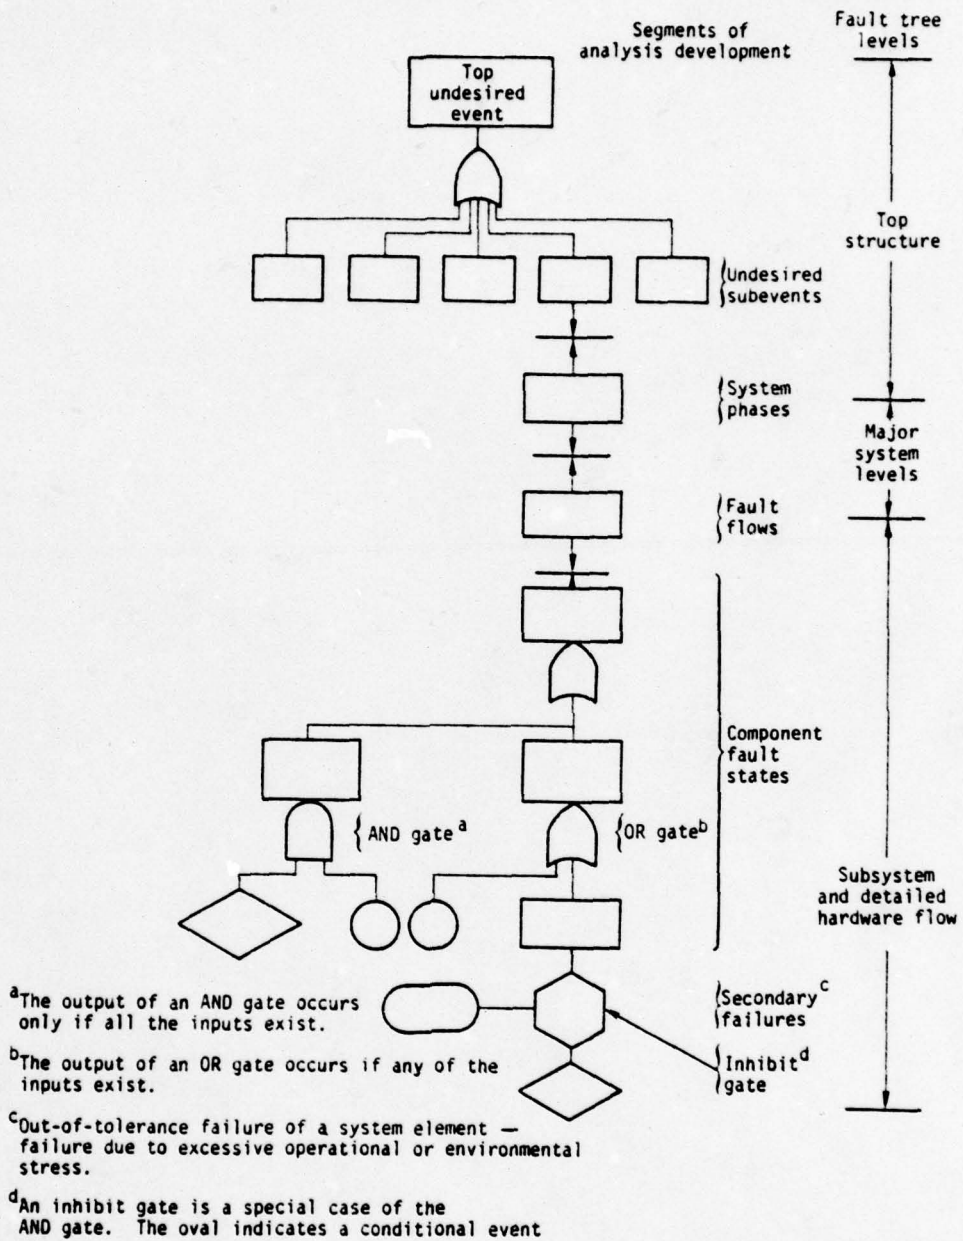 Segments of
analysis development
Fault tree
levels
Top
undesired
event
Top
structure
Undesired
subevents
System
phases
Major
system
levels
Fault
flows
Component
fault
states
AND gate a
OR gate b
Subsystem
and detailed
hardware flow
Secondary c
failures
Inhibit d
gate
a The output of an AND gate occurs
only if all the inputs exist.
b The output of an OR gate occurs if any of the
inputs exist.
c Out-of-tolerance failure of a system element —
failure due to excessive operational or environmental
stress.
d An inhibit gate is a special case of the
AND gate. The oval indicates a conditional event